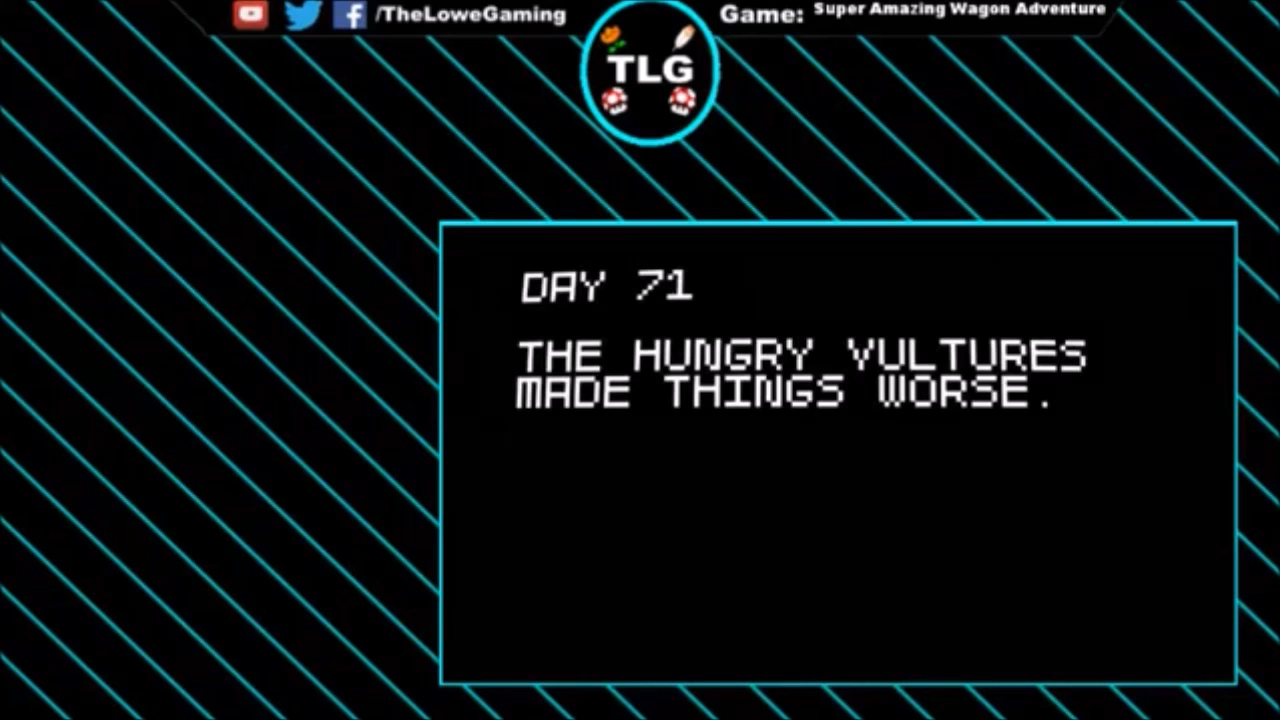 /TheLoweGaming
TLG
Game: Super Amazing Wagon Adventure
DAY 71
THE HUNGRY VULTURES
MADE THINGS WORSE.